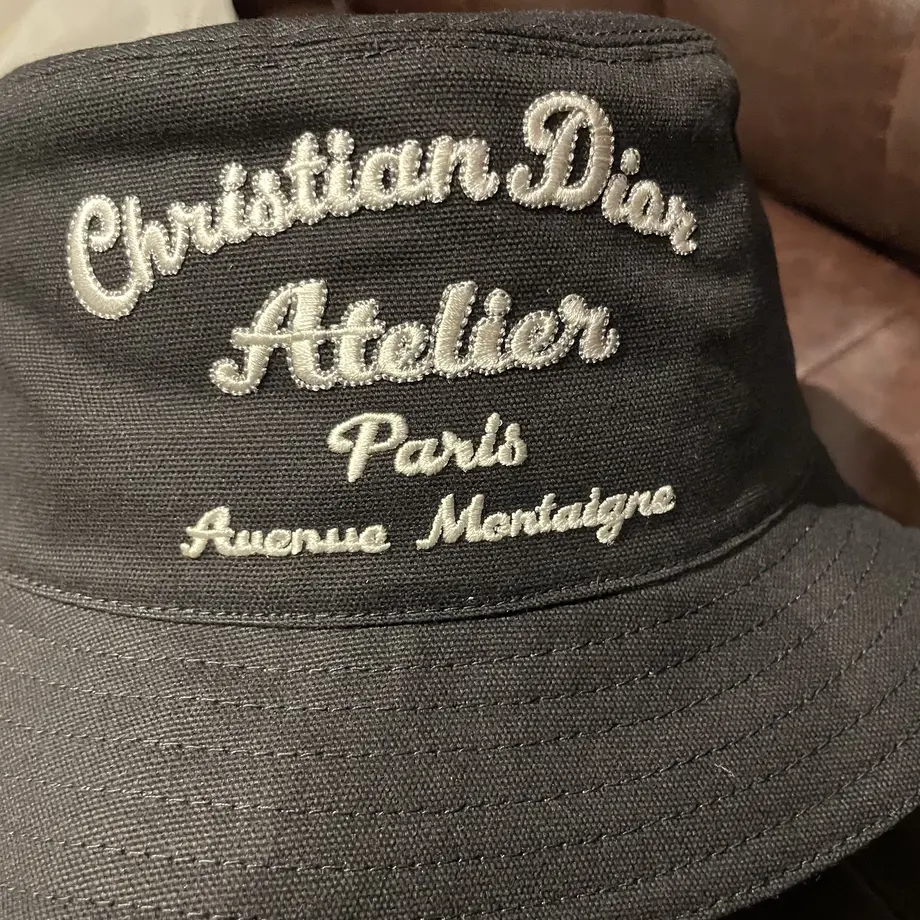 Christian Dior
Atelier
Paris
Avenue Montaigne